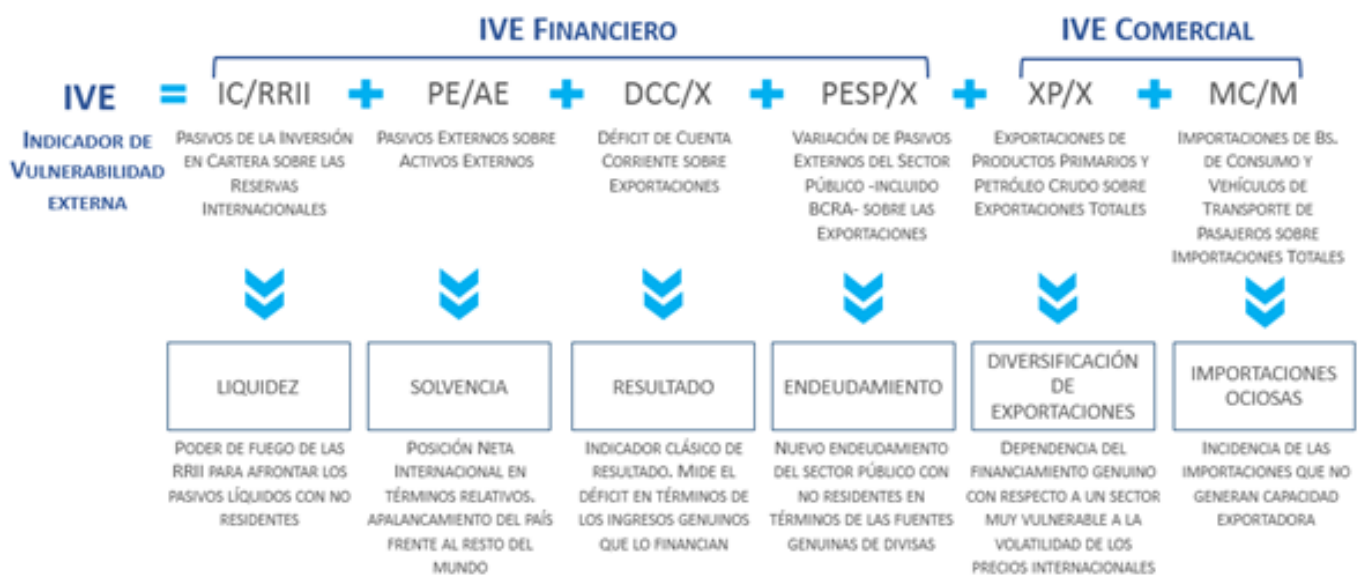 IVE FINANCIERO
IVE COMERCIAL
IVE = IC/RRII + PE/AE + DCC/X + PESP/X + XP/X + MC/M
INDICADOR DE
VULNERABILIDAD
EXTERNA
PASIVOS DE LA INVERSIÓN
EN CARTERA SOBRE LAS
RESERVAS
INTERNACIONALES
PASIVOS EXTERNOS SOBRE
ACTIVOS EXTERNOS
DÉFICIT DE CUENTA
CORRIENTE SOBRE
EXPORTACIONES
VARIACIÓN DE PASIVOS
EXTERNOS DEL SECTOR
PÚBLICO -INCLUIDO
BCRA- SOBRE LAS
EXPORTACIONES
EXPORTACIONES DE
PRODUCTOS PRIMARIOS Y
PETRÓLEO CRUDO SOBRE
EXPORTACIONES TOTALES
IMPORTACIONES DE BS.
DE CONSUMO Y
VEHÍCULOS DE
TRANSPORTE DE
PASAJEROS SOBRE
IMPORTACIONES TOTALES
LIQUIDEZ
SOLVENCIA
RESULTADO
ENDEUDAMIENTO
DIVERSIFICACIÓN
DE
EXPORTACIONES
IMPORTACIONES
OCIOSAS
PODER DE FUEGO DE LAS
RRII PARA AFRONTAR LOS
PASIVOS LÍQUIDOS CON NO
RESIDENTES
POSICIÓN NETA
INTERNACIONAL EN
TÉRMINOS RELATIVOS.
APALANCAMIENTO DEL PAÍS
FRENTE AL RESTO DEL
MUNDO
INDICADOR CLÁSICO DE
RESULTADO. MIDE EL
DÉFICIT EN TÉRMINOS DE
LOS INGRESOS GENUINOS
QUE LO FINANCIAN
NUEVO ENDEUDAMIENTO
DEL SECTOR PÚBLICO CON
NO RESIDENTES EN
TÉRMINOS DE LAS FUENTES
GENUINAS DE DIVISAS
DEPENDENCIA DEL
FINANCIAMIENTO GENUINO
CON RESPECTO A UN SECTOR
MUY VULNERABLE A LA
VOLATILIDAD DE LOS
PRECIOS INTERNACIONALES
INCIDENCIA DE LAS
IMPORTACIONES QUE NO
GENERAN CAPACIDAD
EXPORTADORA